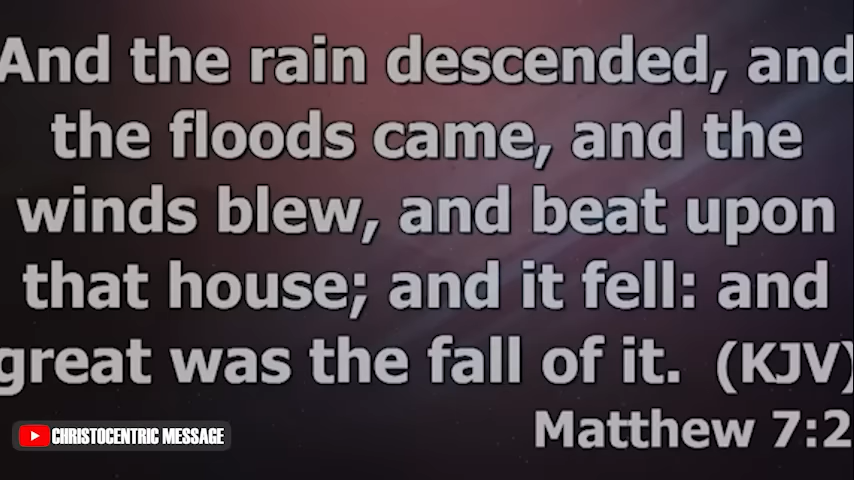 And the rain descended, and
the floods came, and the
winds blew, and beat upon
that house; and it fell: and
great was the fall of it. (KJV)
Matthew 7:2
CHRISTOCENTRIC MESSAGE